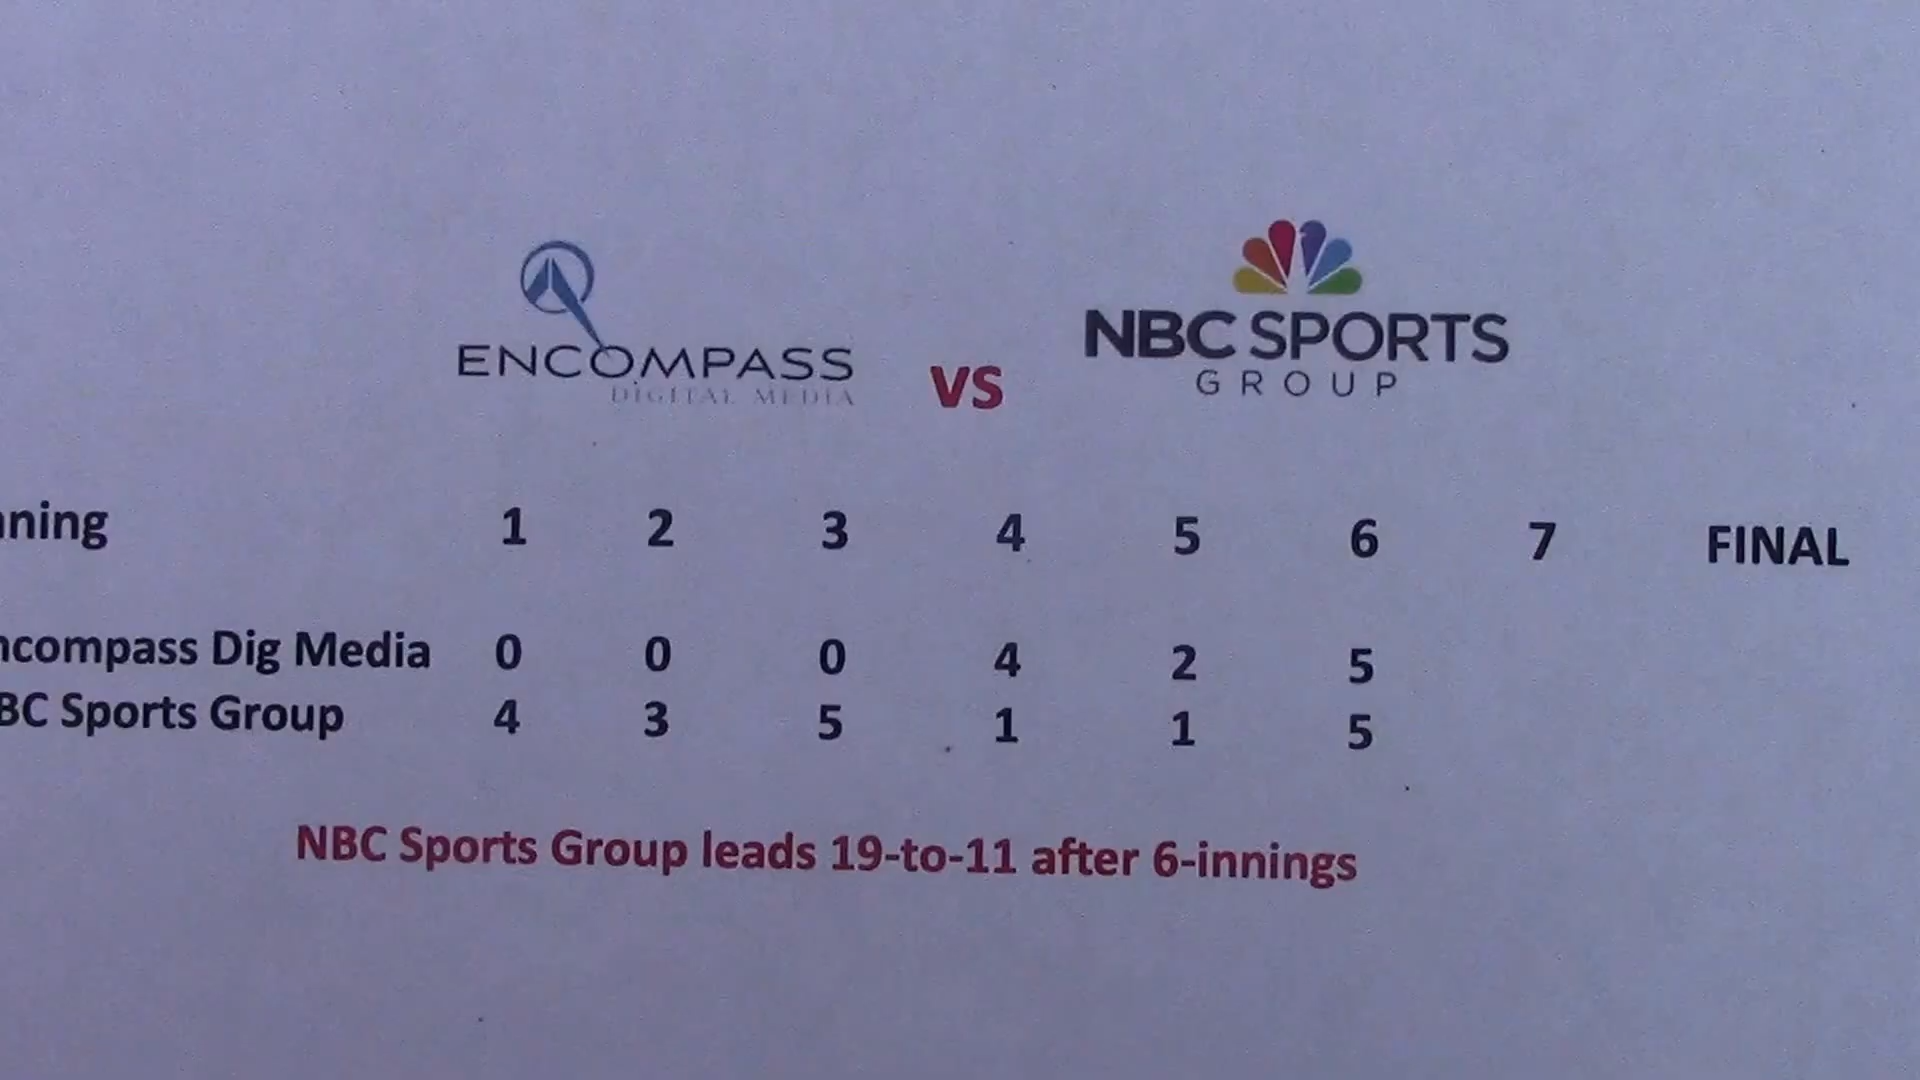 ENCOMPASS
DIGITAL MEDIA
VS
NBC SPORTS
GROUP
nning 1 2 3 4 5 6 7 FINAL
ncompass Dig Media 0 0 0 4 2 5
BC Sports Group 4 3 5 1 1 5
NBC Sports Group leads 19-to-11 after 6-innings